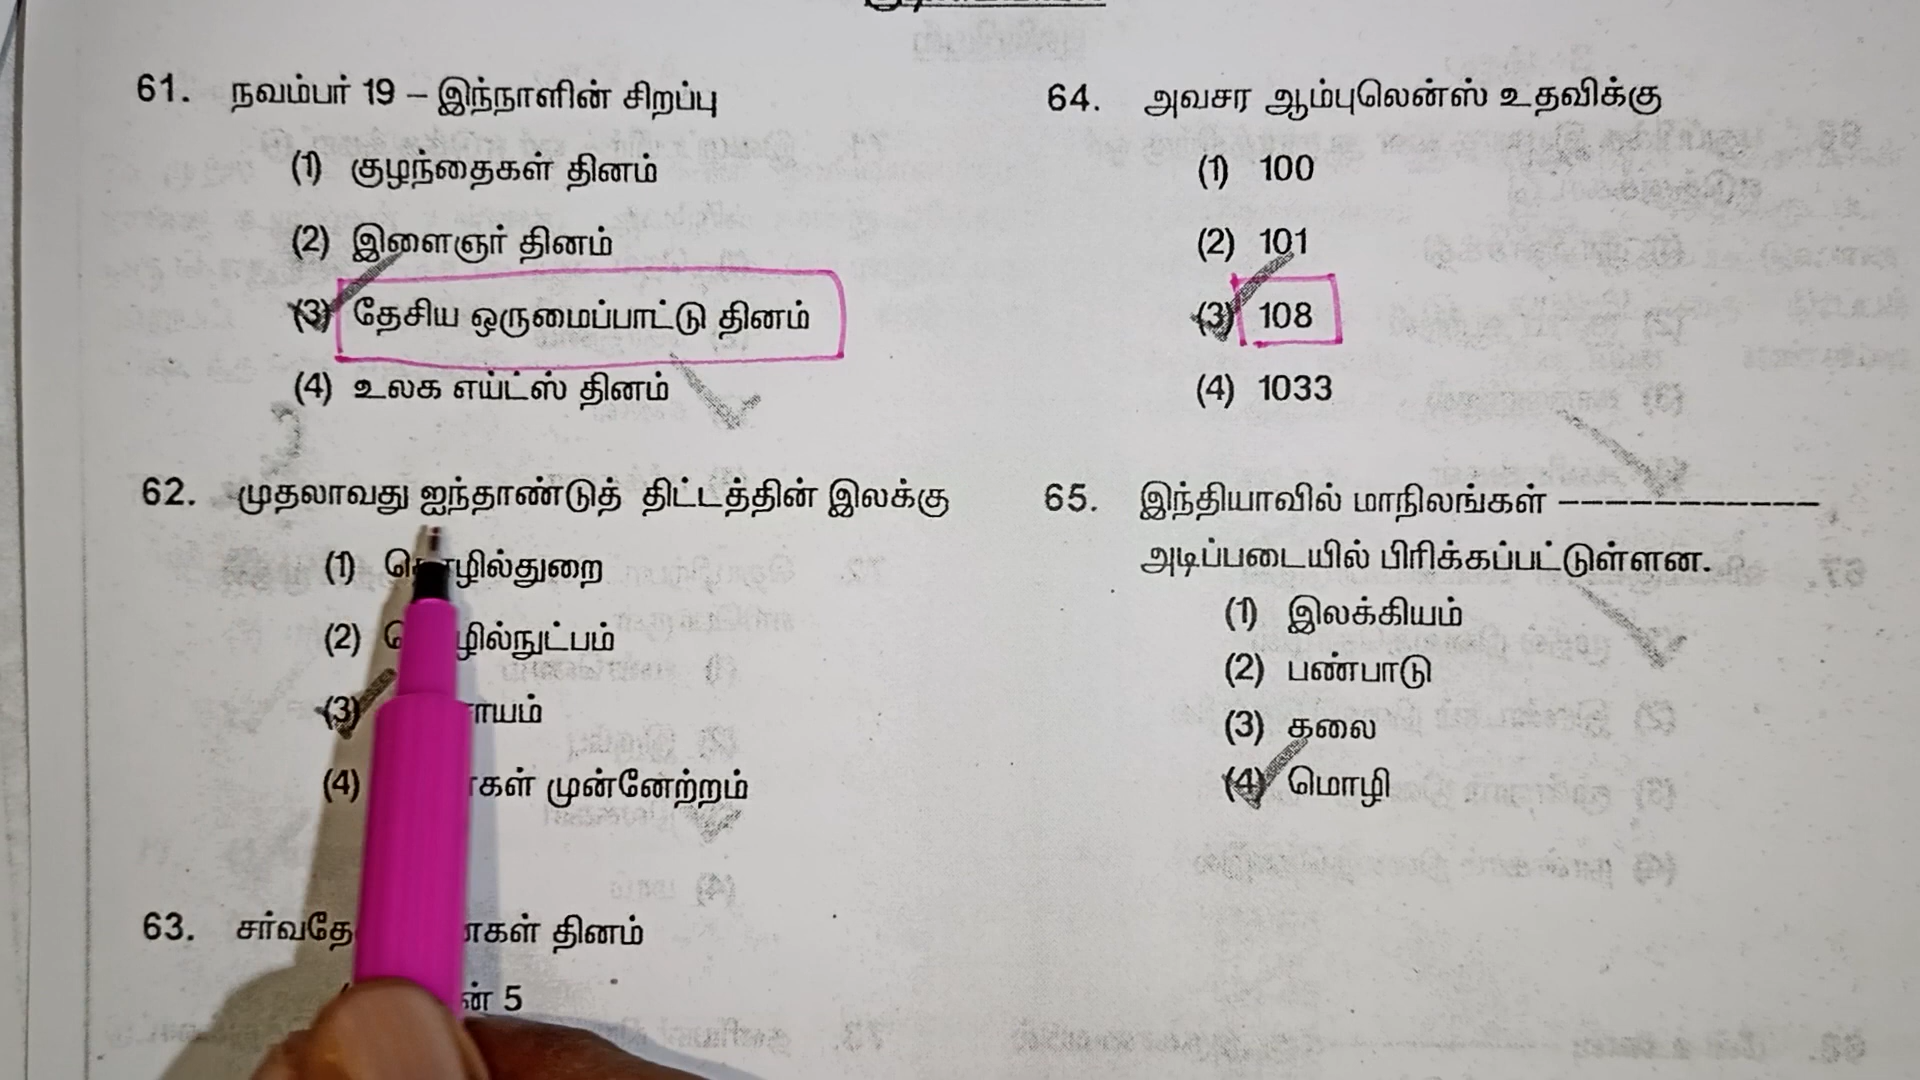 61. நவம்பர் 19 – இந்நாளின் சிறப்பு
(1) குழந்தைகள் தினம்
(2) இளைஞர் தினம்
(3) தேசிய ஒருமைப்பாட்டு தினம்
(4) உலக எய்ட்ஸ் தினம்
62. முதலாவது ஐந்தாண்டுத் திட்டத்தின் இலக்கு
(1)
(2)
(3)
(4) முன்னேற்றம்
63. தினம்
5
64. அவசர ஆம்புலென்ஸ் உதவிக்கு
(1) 100
(2) 101
(3) 108
(4) 1033
65. இந்தியாவில் மாநிலங்கள் -----------
அடிப்படையில் பிரிக்கப்பட்டுள்ளன.
(1) இலக்கியம்
(2) பண்பாடு
(3) கலை
(4) மொழி